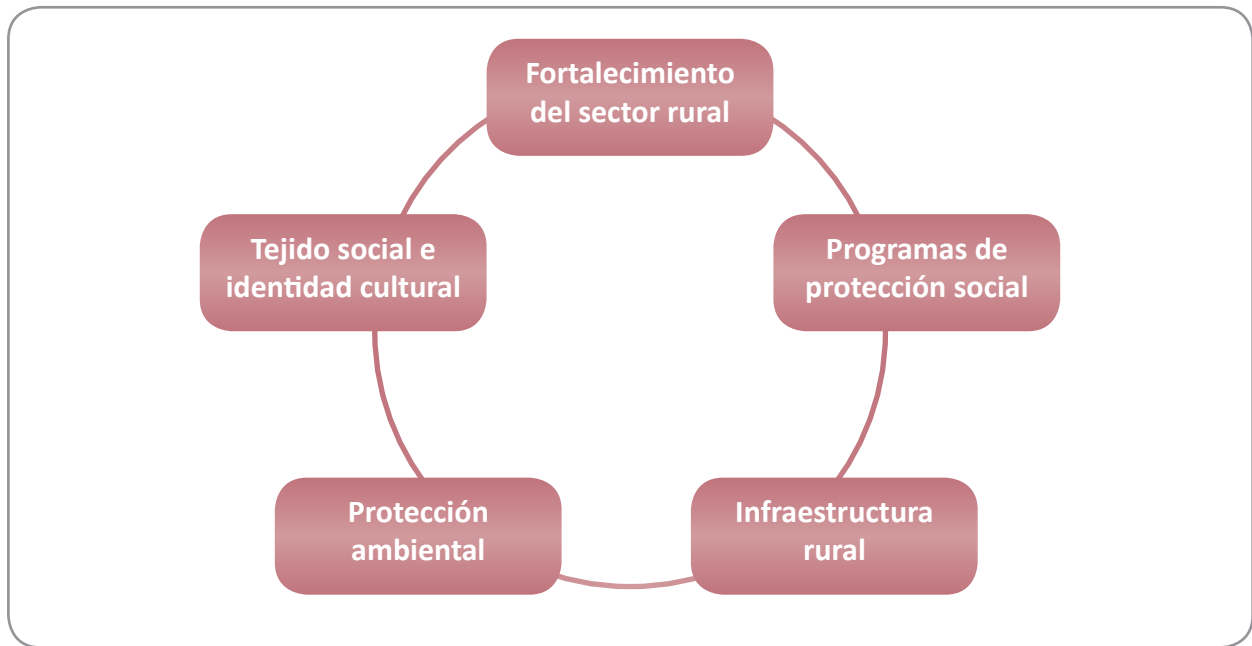 Fortalecimiento
del sector rural
Tejido social e
identidad cultural
Programas de
protección social
Protección
ambiental
Infraestructura
rural